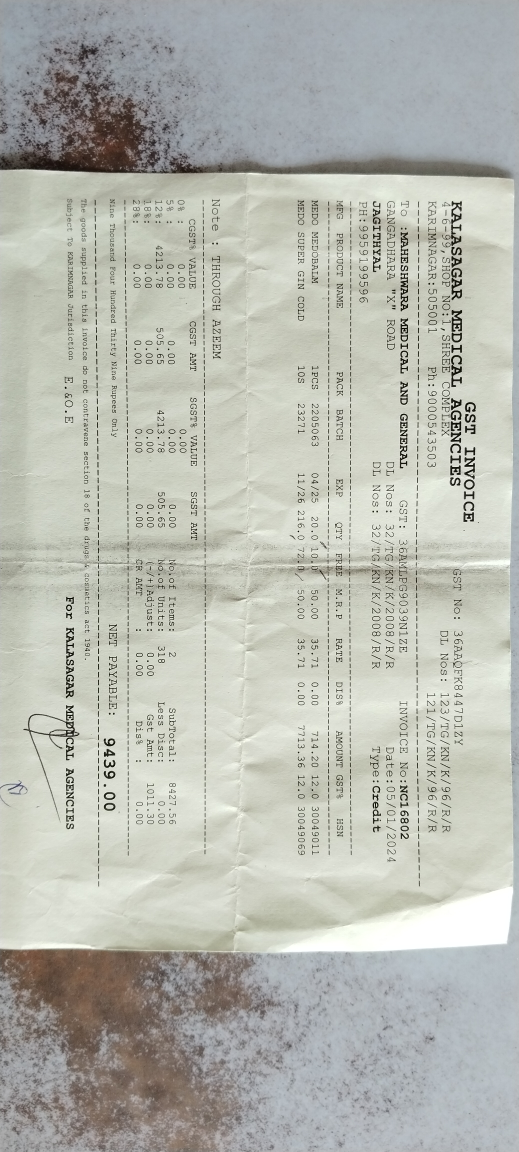 GST INVOICE
KALASAGAR MEDICAL AGENCIES GST No: 36AAQFK8447D1ZY
4-6-99,SHOP NO:1,SHREE COMPLEX DL Nos: 123/TG/KN/K/96/R/R
KARIMNAGAR:505001 Ph:9000543503 121/TG/KN/K/96/R/R
To :MAHESHWARA MEDICAL AND GENERAL GST: 36AMLPG9039N1ZE INVOICE No:NC16802
GANGADHARA "X" ROAD DL Nos: 32/TG/KN/K/2008/R/R Date:05/01/2024
JAGITHYAL DL Nos: 32/TG/KN/K/2008/R/R Type:Credit
PH:9959199596
MFG PRODUCT NAME PACK BATCH EXP QTY FREE M.R.P RATE DIS% AMOUNT GST% HSN
MEDO MEDOBALM 1PCS 2205063 04/25 20.0 10.0 50.00 35.71 0.00 714.20 12.0 30049011
MEDO SUPER GIN COLD 10S 23271 11/26 216.0 72.0 50.00 35.71 0.00 7713.36 12.0 30049069
Note : THROUGH AZEEM
CGST% VALUE CGST AMT SGST% VALUE SGST AMT
0% : 0.00 0.00
5% : 0.00 0.00 0.00 0.00 No.of Items: 2 SubTotal: 8427.56
12%: 4213.78 505.65 4213.78 505.65 No.of Units: 318 Less Disc: 0.00
18%: 0.00 0.00 0.00 0.00 (-/+)Adjust: 0.00 Gst Amt: 1011.30
28%: 0.00 0.00 0.00 0.00 CR AMT : 0.00 Dis% : 0.00
Nine Thousand Four Hundred Thirty Nine Rupees Only NET PAYABLE: 9439.00
The goods supplied in this invoice do not contravene section 18 of the drugs & cosmetics act 1940.
Subject To KARIMNAGAR Jurisdiction E.&O.E For KALASAGAR MEDICAL AGENCIES